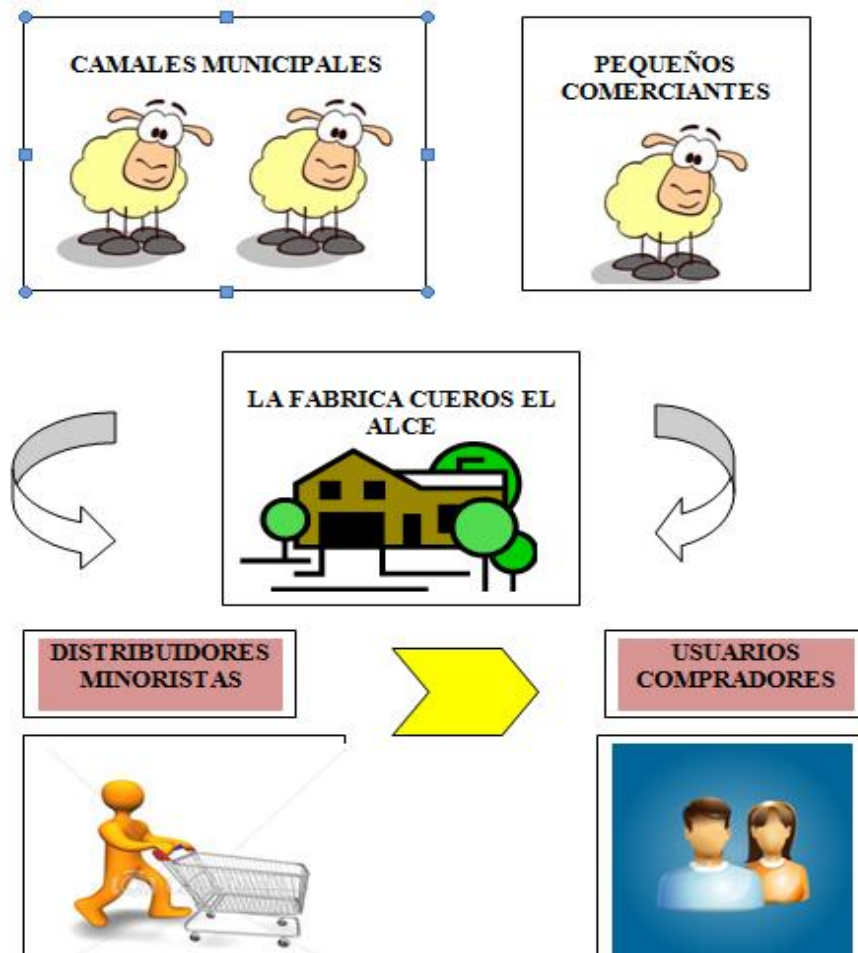 CAMALES MUNICIPALES
PEQUEÑOS
COMERCIANTES
LA FABRICA CUEROS EL
ALCE
DISTRIBUIDORES
MINORISTAS
USUARIOS
COMPRADORES